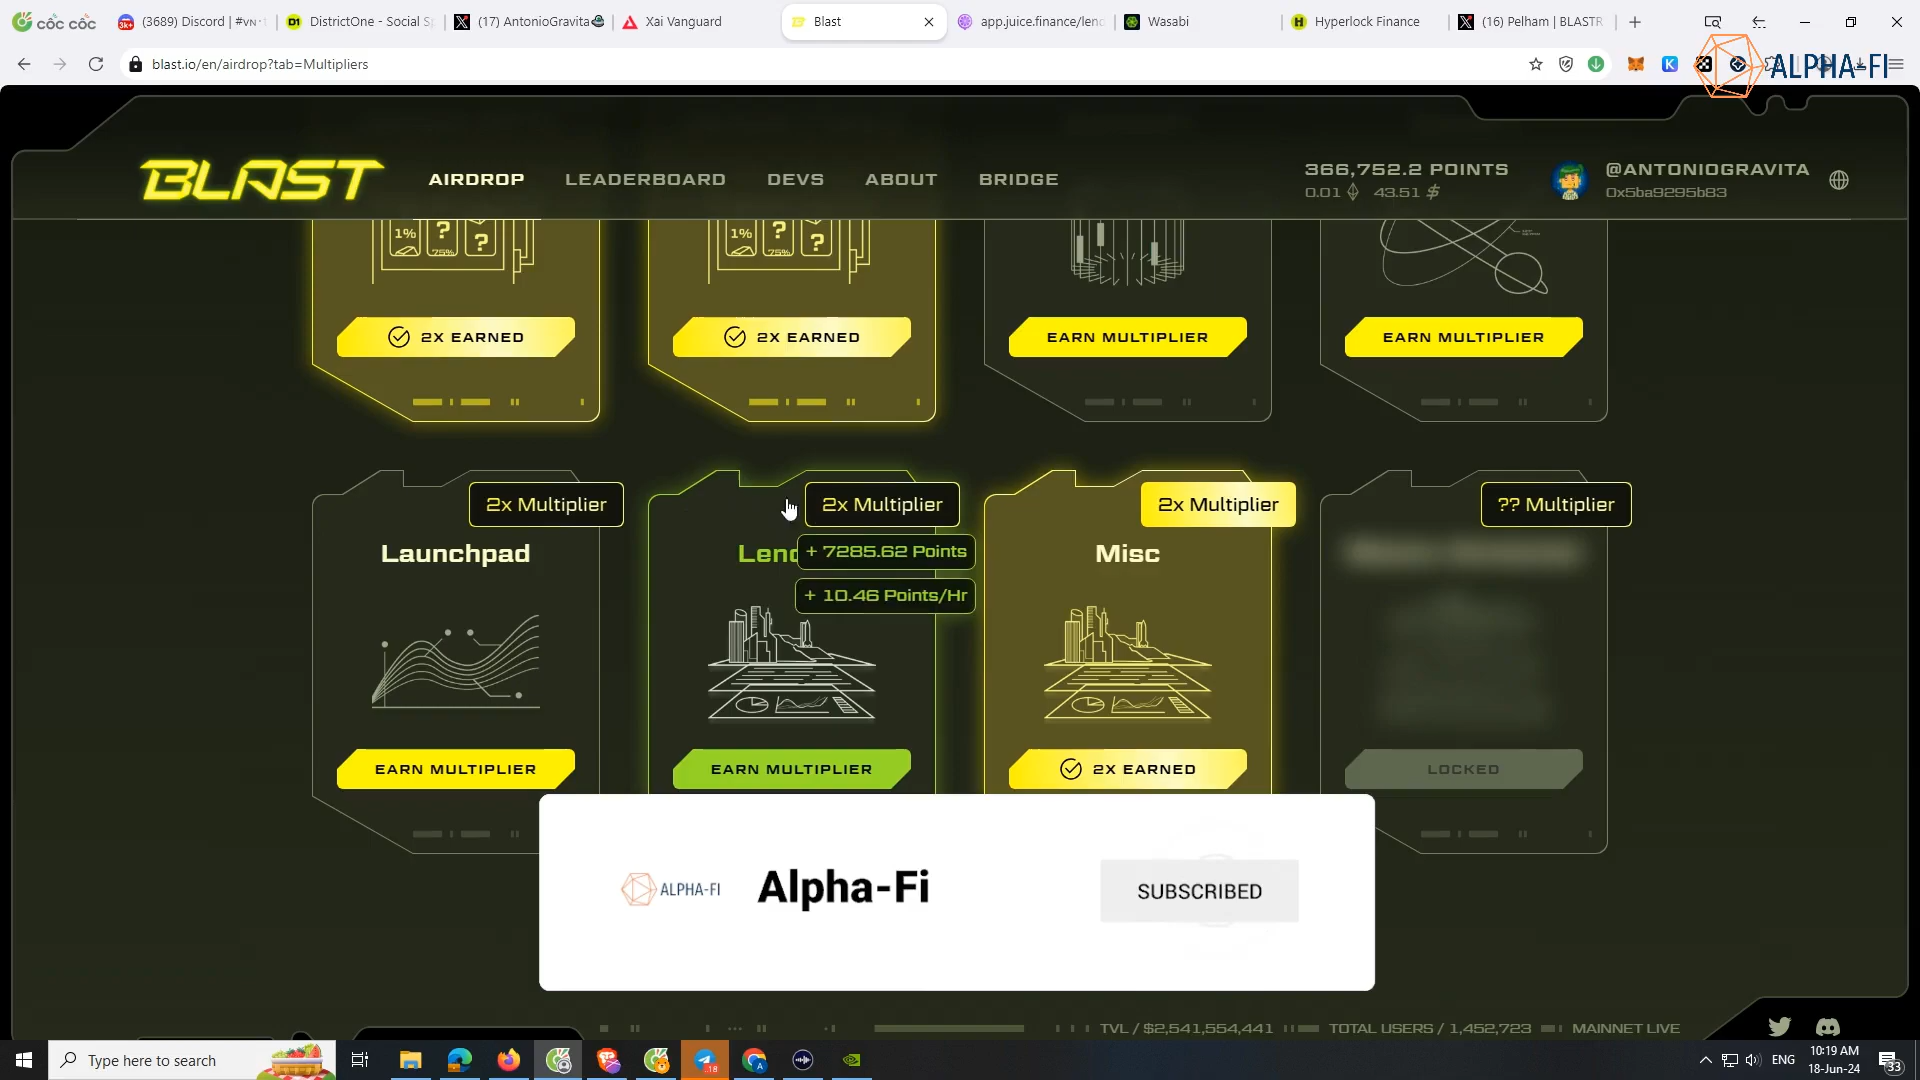 cốc cốc
(3689) Discord | #vn
DistrictOne - Social S
(17) AntonioGravita
Xai Vanguard
Blast
app.juice.finance/lend
Wasabi
Hyperlock Finance
(16) Pelham | BLASTR
blast.io/en/airdrop?tab=Multipliers
ALPHA-FI
BLAST
AIRDROP
LEADERBOARD
DEVS
ABOUT
BRIDGE
366,752.2 POINTS
0.01 43.51 $
@ANTONIOGRAVITA
0x5ba9295b83
1% ? ? 75%
1% ? ? 75%
2X EARNED
2X EARNED
EARN MULTIPLIER
EARN MULTIPLIER
2x Multiplier
2x Multiplier
2x Multiplier
?? Multiplier
Launchpad
Lend
+ 7285.62 Points
Misc
+ 10.46 Points/Hr
EARN MULTIPLIER
EARN MULTIPLIER
2X EARNED
LOCKED
ALPHA-FI
Alpha-Fi
SUBSCRIBED
TVL / $2,541,554,441
TOTAL USERS / 1,452,723
MAINNET LIVE
Type here to search
ENG
10:19 AM
18-Jun-24
33